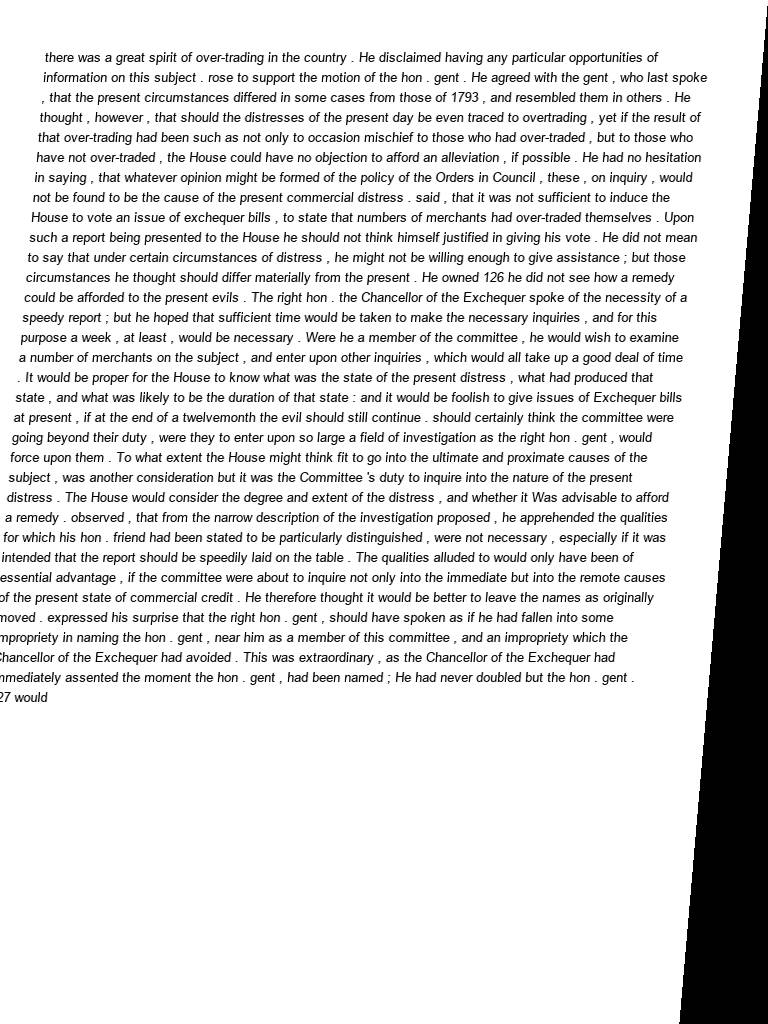 there was a great spirit of over-trading in the country . He disclaimed having any particular opportunities of
information on this subject . rose to support the motion of the hon . gent . He agreed with the gent , who last spoke
, that the present circumstances differed in some cases from those of 1793 , and resembled them in others . He
thought , however , that should the distresses of the present day be even traced to overtrading , yet if the result of
that over-trading had been such as not only to occasion mischief to those who had over-traded , but to those who
have not over-traded , the House could have no objection to afford an alleviation , if possible . He had no hesitation
in saying , that whatever opinion might be formed of the policy of the Orders in Council , these , on inquiry , would
not be found to be the cause of the present commercial distress . said , that it was not sufficient to induce the
House to vote an issue of exchequer bills , to state that numbers of merchants had over-traded themselves . Upon
such a report being presented to the House he should not think himself justified in giving his vote . He did not mean
to say that under certain circumstances of distress , he might not be willing enough to give assistance ; but those
circumstances he thought should differ materially from the present . He owned 126 he did not see how a remedy
could be afforded to the present evils . The right hon . the Chancellor of the Exchequer spoke of the necessity of a
speedy report ; but he hoped that sufficient time would be taken to make the necessary inquiries , and for this
purpose a week , at least , would be necessary . Were he a member of the committee , he would wish to examine
a number of merchants on the subject , and enter upon other inquiries , which would all take up a good deal of time
. It would be proper for the House to know what was the state of the present distress , what had produced that
state , and what was likely to be the duration of that state : and it would be foolish to give issues of Exchequer bills
at present , if at the end of a twelvemonth the evil should still continue . should certainly think the committee were
going beyond their duty , were they to enter upon so large a field of investigation as the right hon . gent , would
force upon them . To what extent the House might think fit to go into the ultimate and proximate causes of the
subject , was another consideration but it was the Committee 's duty to inquire into the nature of the present
distress . The House would consider the degree and extent of the distress , and whether it Was advisable to afford
a remedy . observed , that from the narrow description of the investigation proposed , he apprehended the qualities
for which his hon . friend had been stated to be particularly distinguished , were not necessary , especially if it was
intended that the report should be speedily laid on the table . The qualities alluded to would only have been of
essential advantage , if the committee were about to inquire not only into the immediate but into the remote causes
of the present state of commercial credit . He therefore thought it would be better to leave the names as originally
moved . expressed his surprise that the right hon . gent , should have spoken as if he had fallen into some
mpropriety in naming the hon . gent , near him as a member of this committee , and an impropriety which the
Chancellor of the Exchequer had avoided . This was extraordinary , as the Chancellor of the Exchequer had
mmediately assented the moment the hon . gent , had been named ; He had never doubled but the hon . gent .
27 would